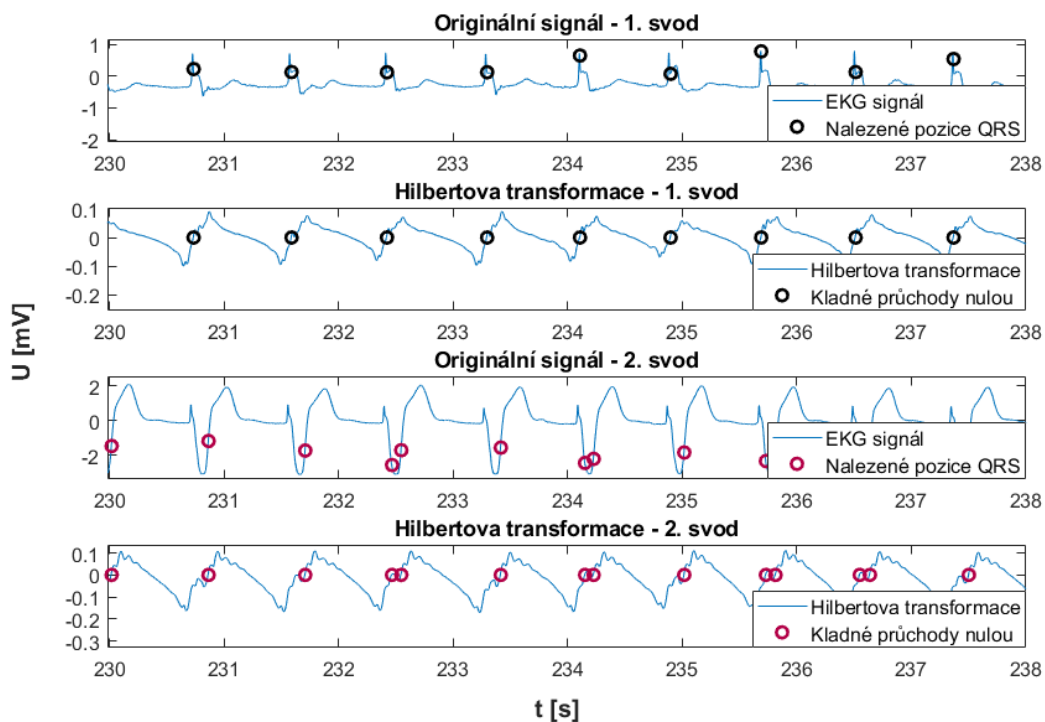 Originální signál - 1. svod
1
0
-1
-2
EKG signál
Nalezené pozice QRS
230 231 232 233 234 235 236 237 238
Hilbertova transformace - 1. svod
0.1
0
-0.1
-0.2
Hilbertova transformace
Kladné průchody nulou
230 231 232 233 234 235 236 237 238
U [mV]
Originální signál - 2. svod
2
0
2
2
EKG signál
Nalezené pozice QRS
230 231 232 233 234 235 236 237 238
Hilbertova transformace - 2. svod
0.1
0
-0.1
-0.2
-0.3
Hilbertova transformace
Kladné průchody nulou
230 231 232 233 234 235 236 237 238
t [s]